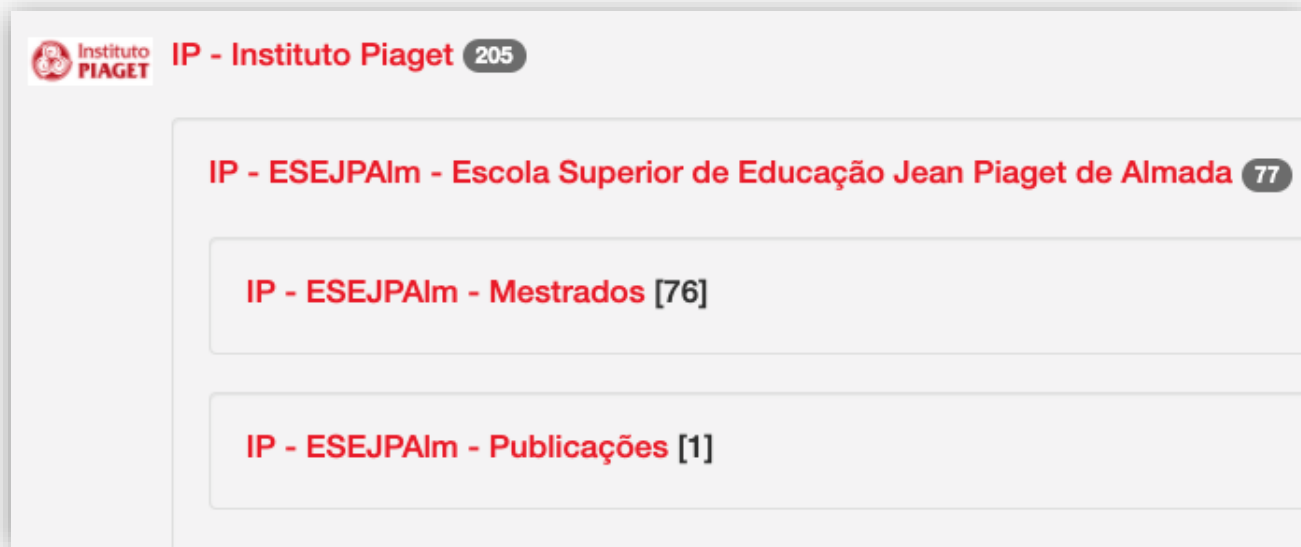 Instituto
PIAGET
IP - Instituto Piaget 205
IP - ESEJPAlm - Escola Superior de Educação Jean Piaget de Almada 77
IP - ESEJPAlm - Mestrados [76]
IP - ESEJPAlm - Publicações [1]